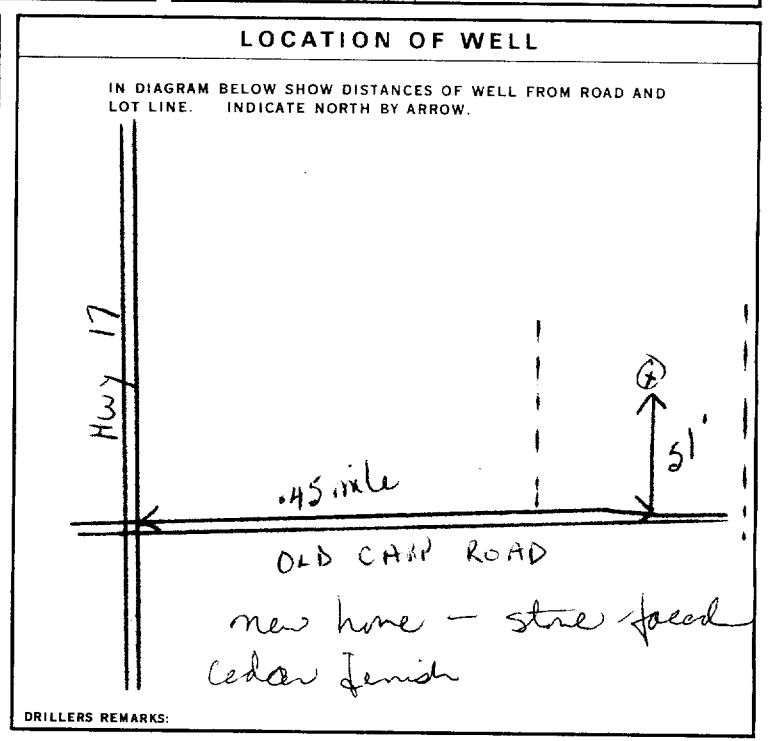 LOCATION OF WELL
IN DIAGRAM BELOW SHOW DISTANCES OF WELL FROM ROAD AND
LOT LINE. INDICATE NORTH BY ARROW.
Hwy 17
51'
.45 mile
OLD CARP ROAD
new home - stone faced
cedar finish
DRILLERS REMARKS: